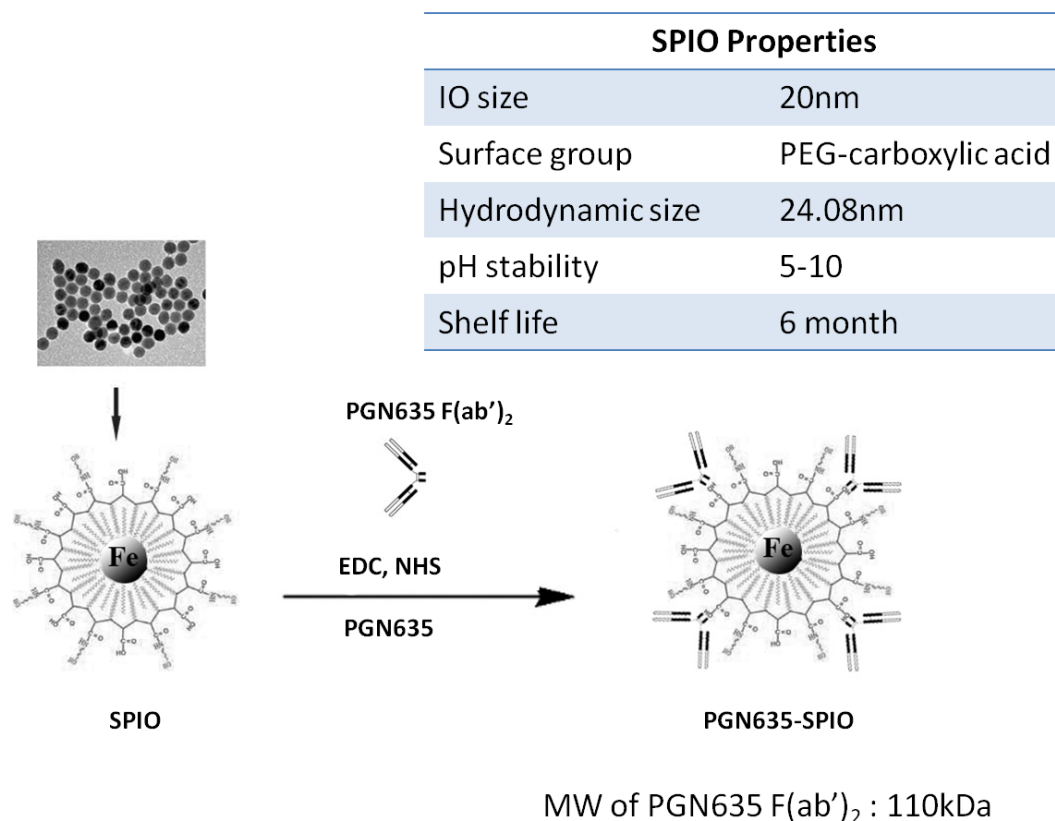 SPIO Properties
IO size 20nm
Surface group PEG-carboxylic acid
Hydrodynamic size 24.08nm
pH stability 5-10
Shelf life 6 month
PGN635 F(ab’)₂
EDC, NHS
PGN635
Fe
Fe
SPIO
PGN635-SPIO
MW of PGN635 F(ab’)₂ : 110kDa